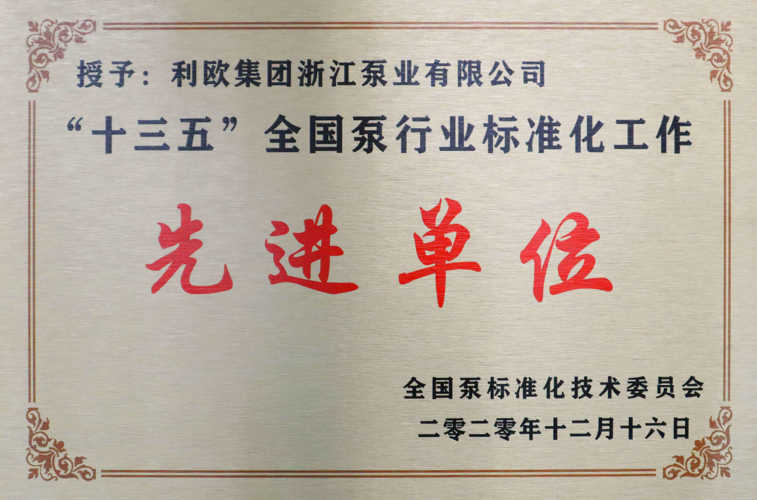 授予：利欧集团浙江泵业有限公司
“十三五”全国泵行业标准化工作
先进单位
全国泵标准化技术委员会
二零二零年十二月十六日